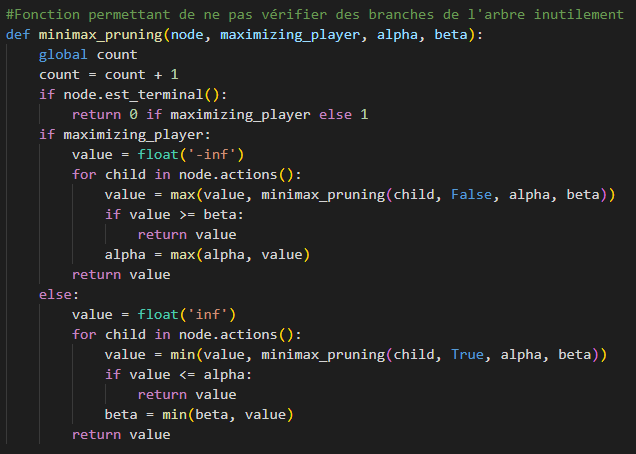 #Fonction permettant de ne pas vérifier des branches de l'arbre inutilement
def minimax_pruning(node, maximizing_player, alpha, beta):
    global count
    count = count + 1
    if node.est_terminal():
        return 0 if maximizing_player else 1
    if maximizing_player:
        value = float('-inf')
        for child in node.actions():
            value = max(value, minimax_pruning(child, False, alpha, beta))
            if value >= beta:
                return value
            alpha = max(alpha, value)
        return value
    else:
        value = float('inf')
        for child in node.actions():
            value = min(value, minimax_pruning(child, True, alpha, beta))
            if value <= alpha:
                return value
            beta = min(beta, value)
        return value